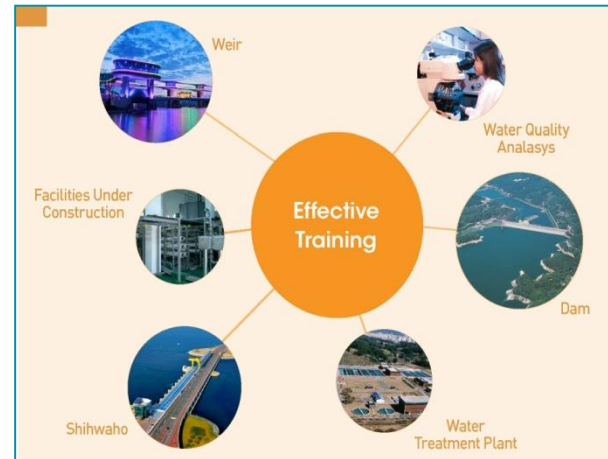 Weir
Water Quality
Analasys
Facilities Under
Construction
Effective
Training
Dam
Shihwaho
Water
Treatment Plant